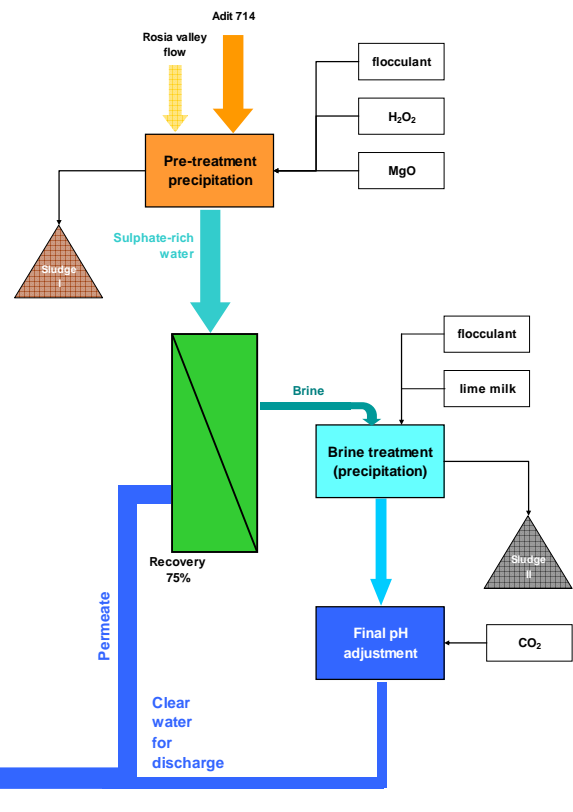 Adit 714
Rosia valley
flow
flocculant
H₂O₂
MgO
Pre-treatment
precipitation
Sulphate-rich
water
Sludge
I
flocculant
lime milk
Brine
Brine treatment
(precipitation)
Recovery
75%
Sludge
II
Final pH
adjustment
CO₂
Permeate
Clear
water
for
discharge